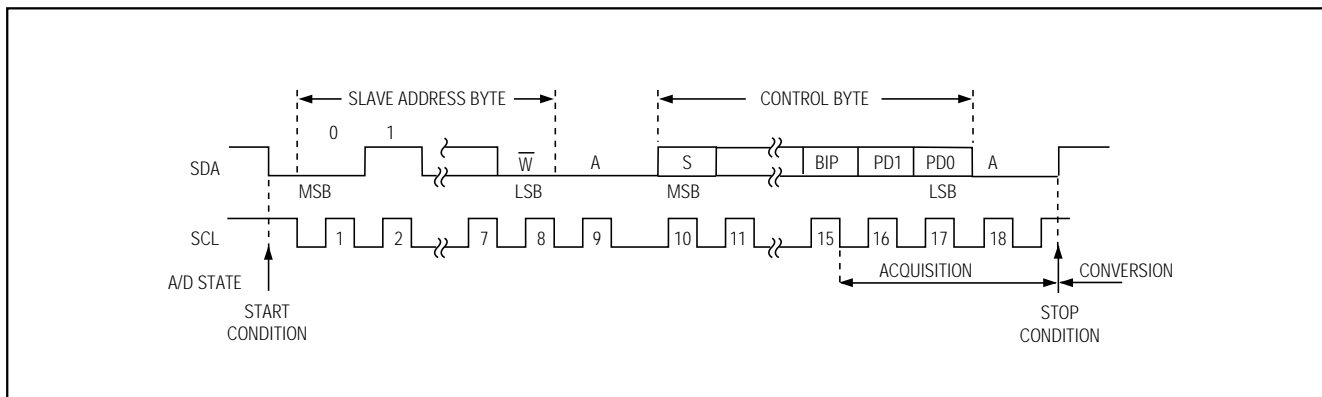 SLAVE ADDRESS BYTE CONTROL BYTE
0 1
SDA W̅ A S BIP PD1 PD0 A
MSB LSB MSB LSB
SCL 1 2 7 8 9 10 11 15 16 17 18
A/D STATE ACQUISITION CONVERSION
START CONDITION STOP CONDITION